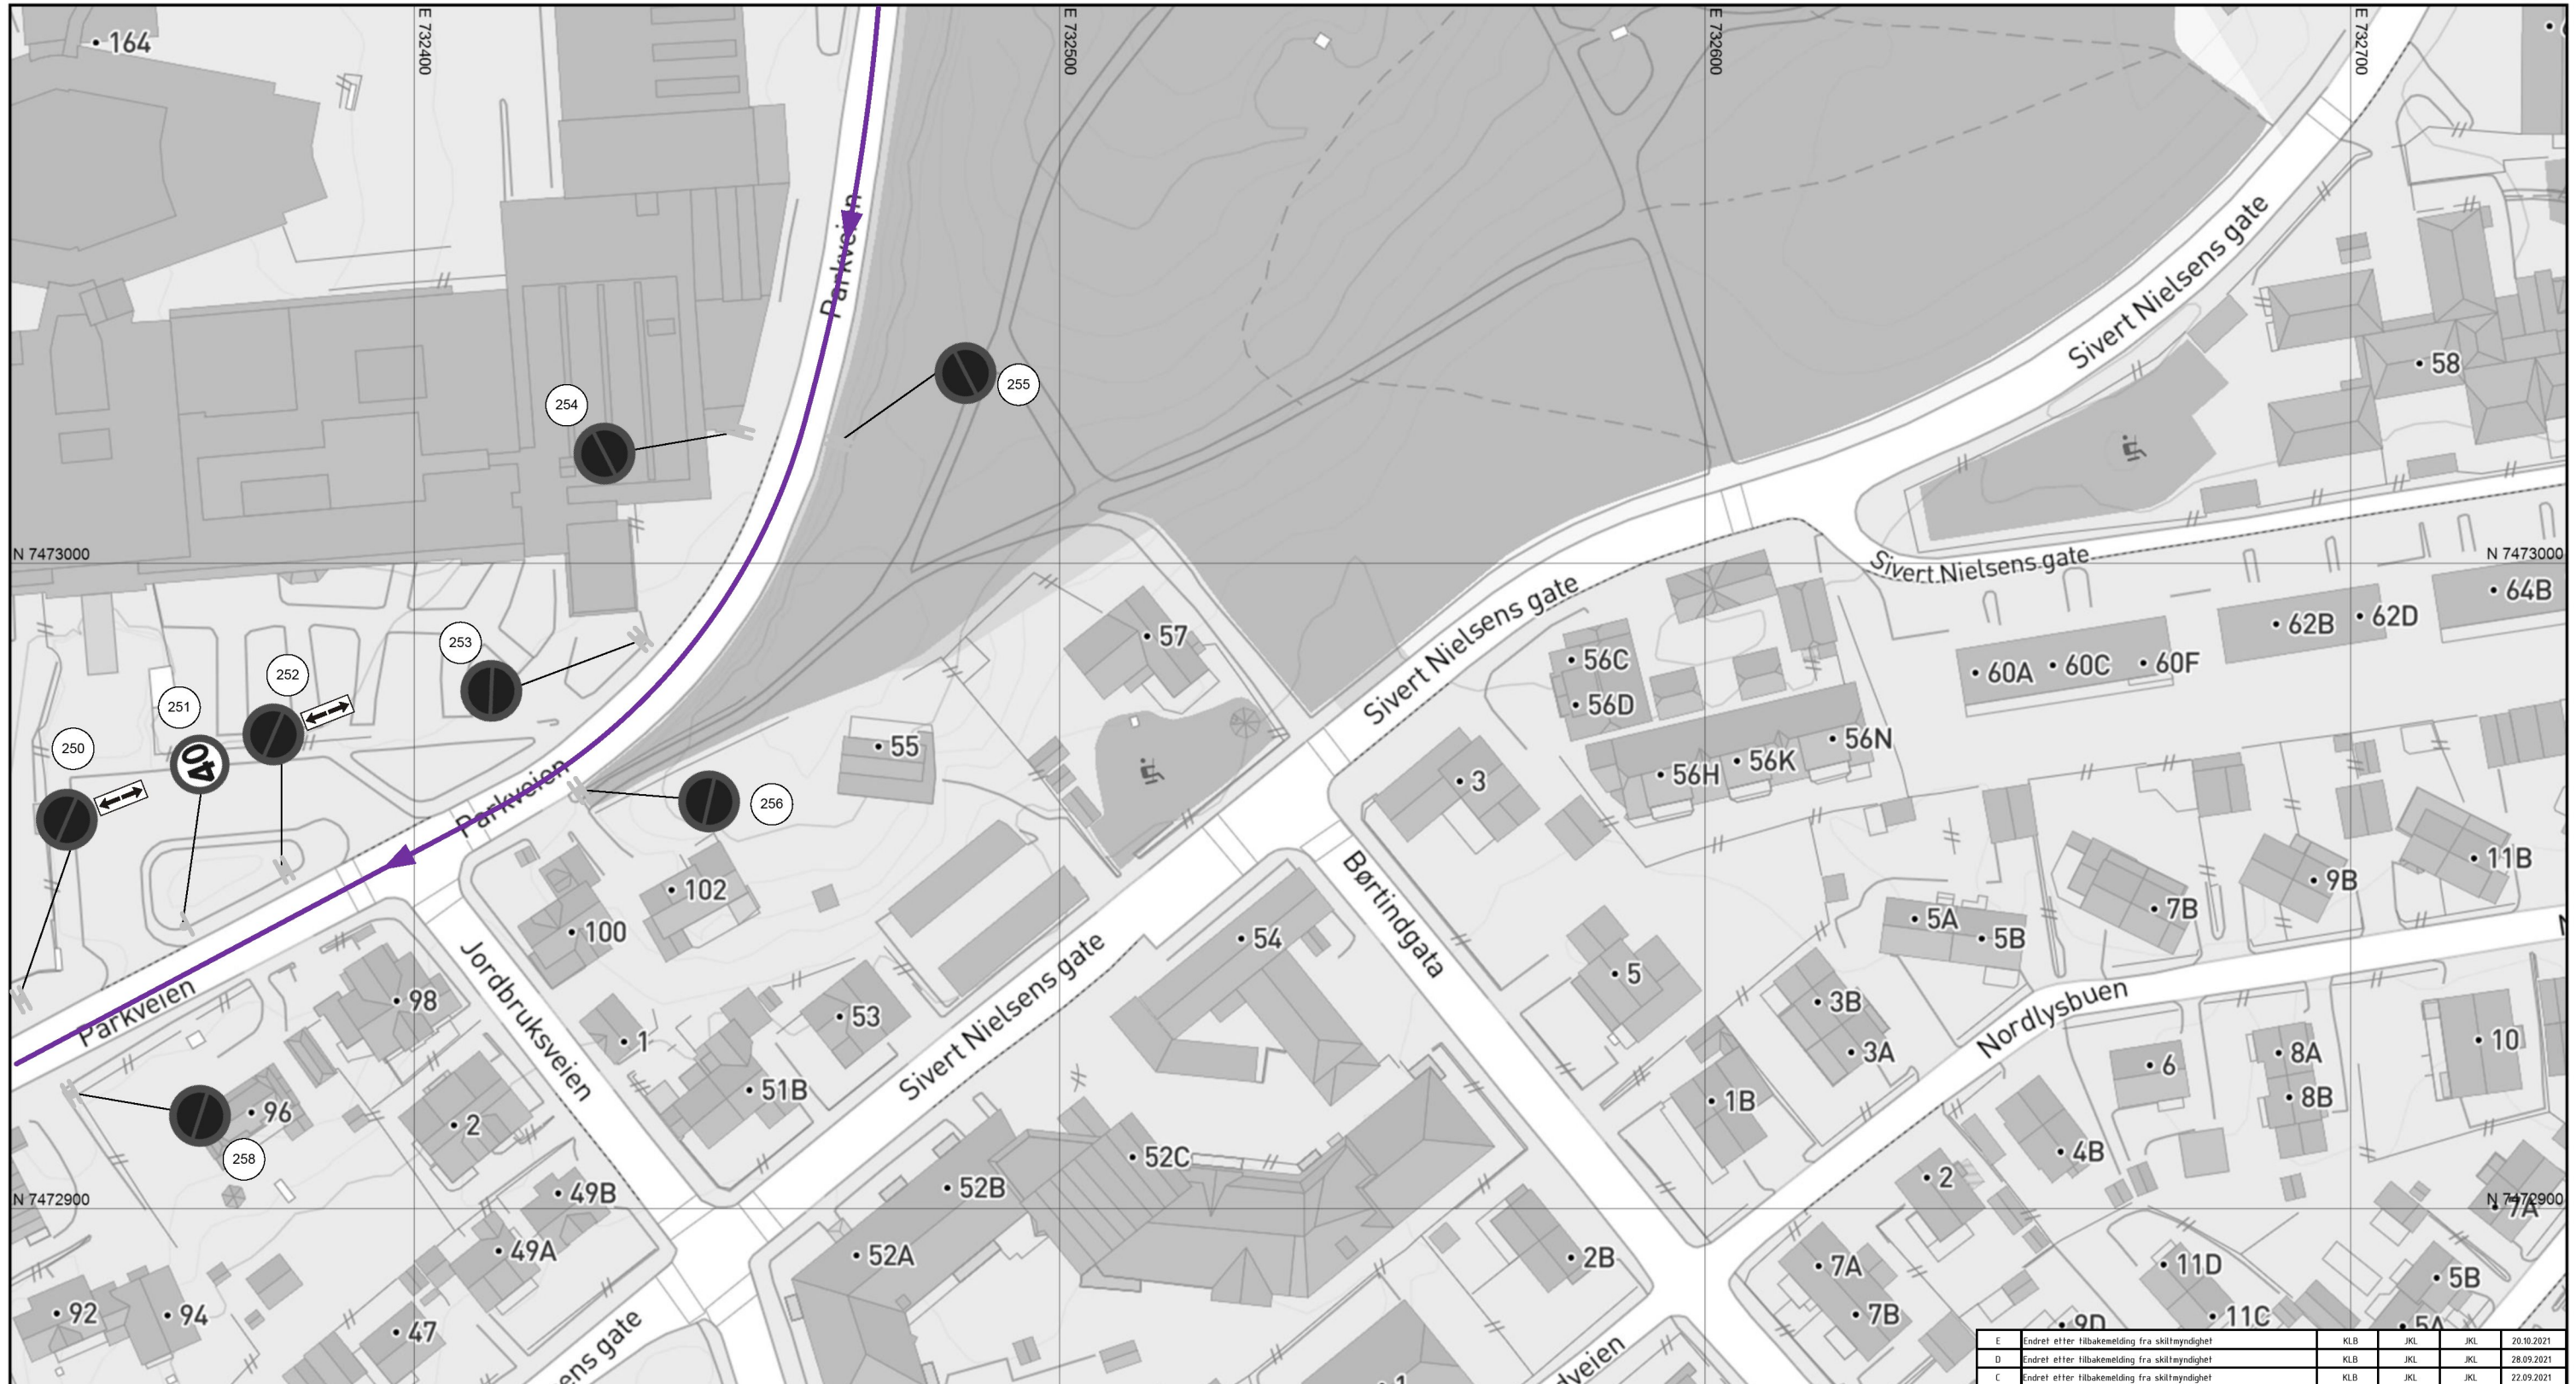 164
E 732400
E 732500
E 732600
E 732700
Parkveien
Sivert Nielsens gate
58
255
254
N 7473000
N 7473000
Sivert Nielsens gate
64B
62B
62D
60A
60C
60F
57
Sivert Nielsens gate
56C
56D
56N
56K
56H
253
252
251
250
40
55
3
Parkveien
256
102
100
11B
9B
7B
5A
5B
Børtindgata
54
5
Jordbruksveien
98
Parkveien
53
Sivert Nielsens gate
1
51B
3B
3A
Nordlysbuen
10
8A
8B
6
1B
96
2
258
52C
52B
49B
4B
2
N 7472900
N 7472900
7A
49A
52A
2B
7A
7B
11D
11C
5B
5A
9D
92
94
47
ens gate
dveien
1
E Endret etter tilbakemelding fra skiltmyndighet KLB JKL JKL 20.10.2021
D Endret etter tilbakemelding fra skiltmyndighet KLB JKL JKL 28.09.2021
C Endret etter tilbakemelding fra skiltmyndighet KLB JKL JKL 22.09.2021